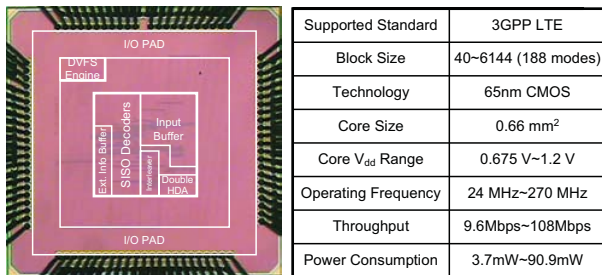 I/O PAD
DVFS
Engine
Ext. Info Buffer
SISO Decoders
Input
Buffer
Interleaver
Double
HDA
I/O PAD
Supported Standard 3GPP LTE
Block Size 40~6144 (188 modes)
Technology 65nm CMOS
Core Size 0.66 mm²
Core Vdd Range 0.675 V~1.2 V
Operating Frequency 24 MHz~270 MHz
Throughput 9.6Mbps~108Mbps
Power Consumption 3.7mW~90.9mW